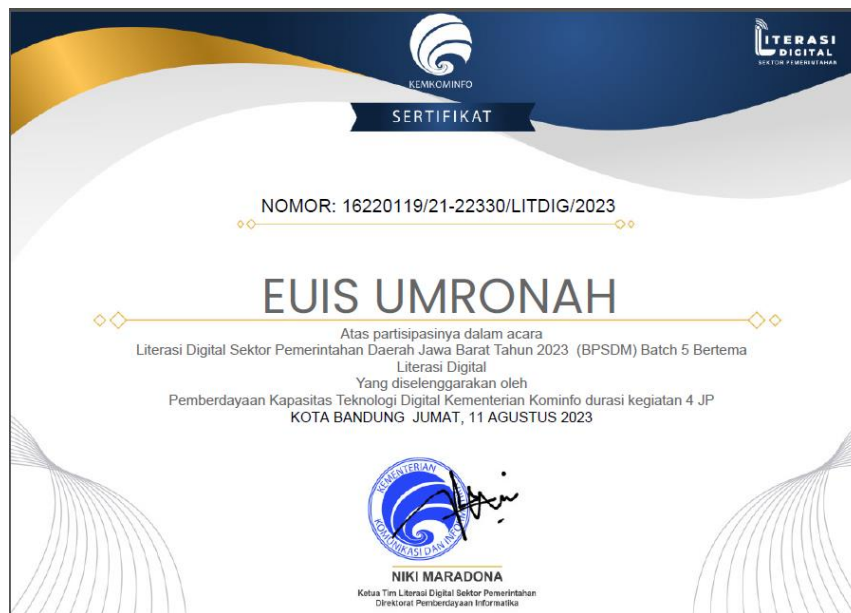 KEMKOMINFO
LITERASI
DIGITAL
SEKTOR PEMERINTAHAN
SERTIFIKAT
NOMOR: 16220119/21-22330/LITDIG/2023
EUIS UMRONAH
Atas partisipasinya dalam acara
Literasi Digital Sektor Pemerintahan Daerah Jawa Barat Tahun 2023 (BPSDM) Batch 5 Bertema
Literasi Digital
Yang diselenggarakan oleh
Pemberdayaan Kapasitas Teknologi Digital Kementerian Kominfo durasi kegiatan 4 JP
KOTA BANDUNG JUMAT, 11 AGUSTUS 2023
KEMENTERIAN
KOMUNIKASI DAN
NIKI MARADONA
Ketua Tim Literasi Digital Sektor Pemerintahan
Direktorat Pemberdayaan Informatika